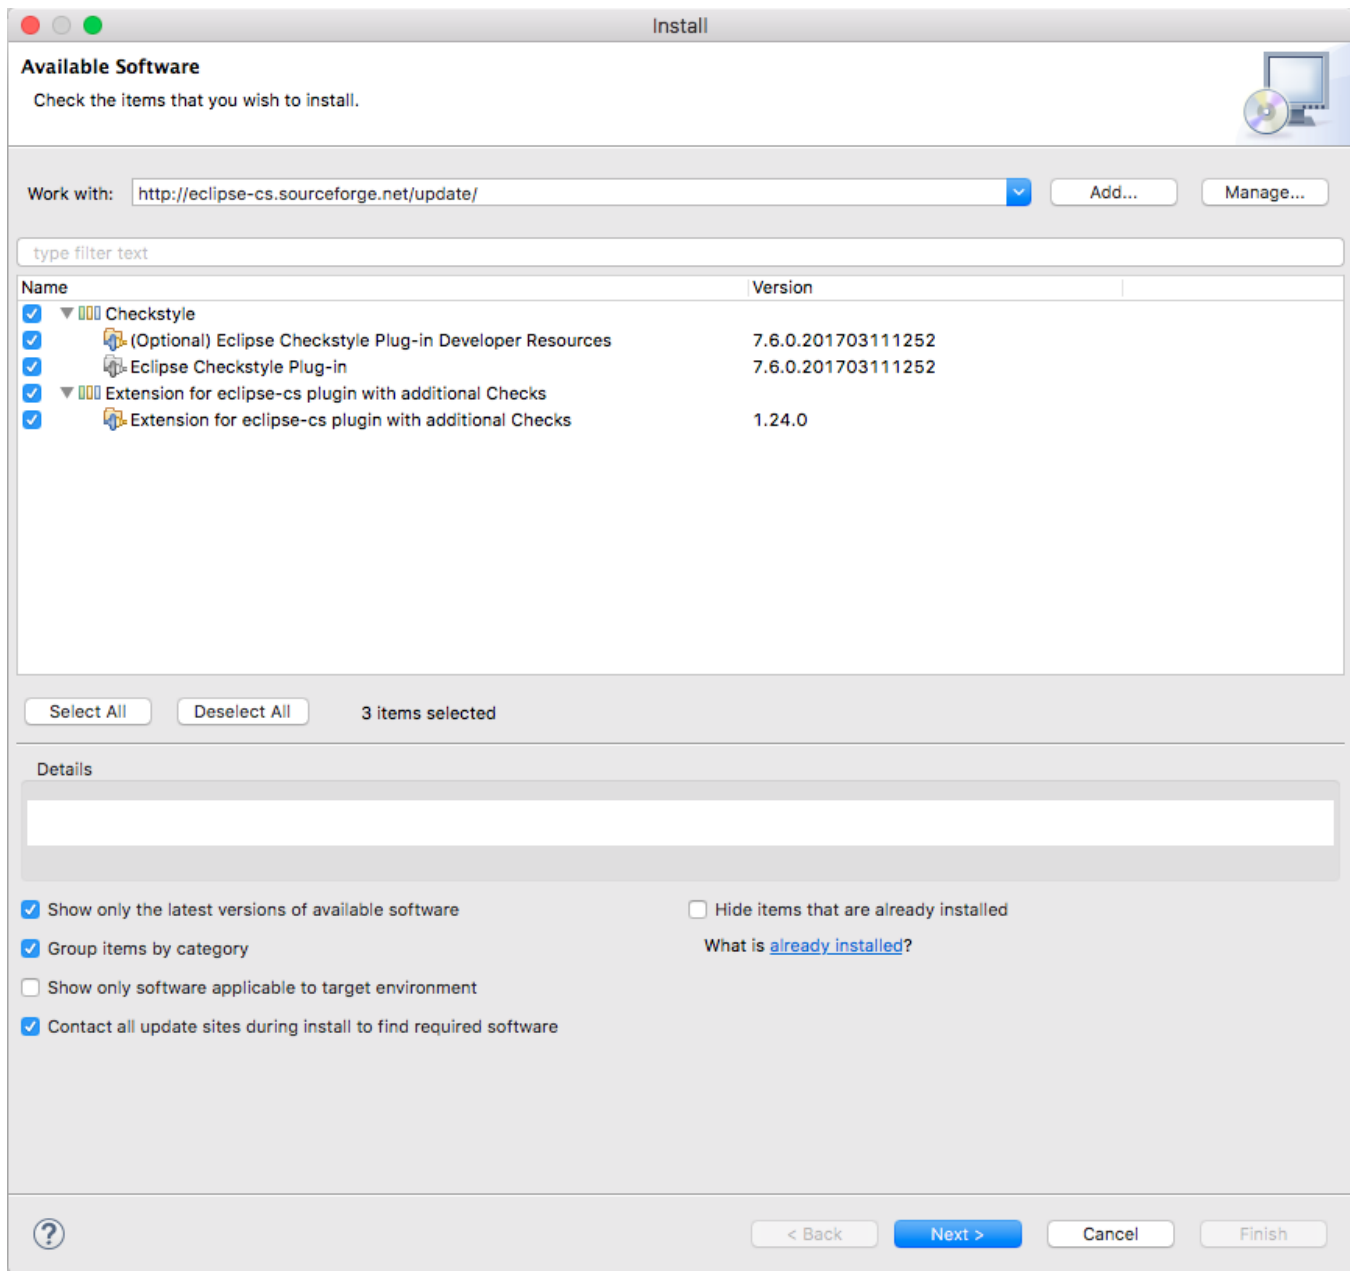 Install
Available Software
Check the items that you wish to install.
Work with: http://eclipse-cs.sourceforge.net/update/ Add... Manage...
type filter text
Name Version
Checkstyle
(Optional) Eclipse Checkstyle Plug-in Developer Resources 7.6.0.201703111252
Eclipse Checkstyle Plug-in 7.6.0.201703111252
Extension for eclipse-cs plugin with additional Checks
Extension for eclipse-cs plugin with additional Checks 1.24.0
Select All Deselect All 3 items selected
Details
Show only the latest versions of available software Hide items that are already installed
Group items by category What is already installed?
Show only software applicable to target environment
Contact all update sites during install to find required software
? < Back Next > Cancel Finish